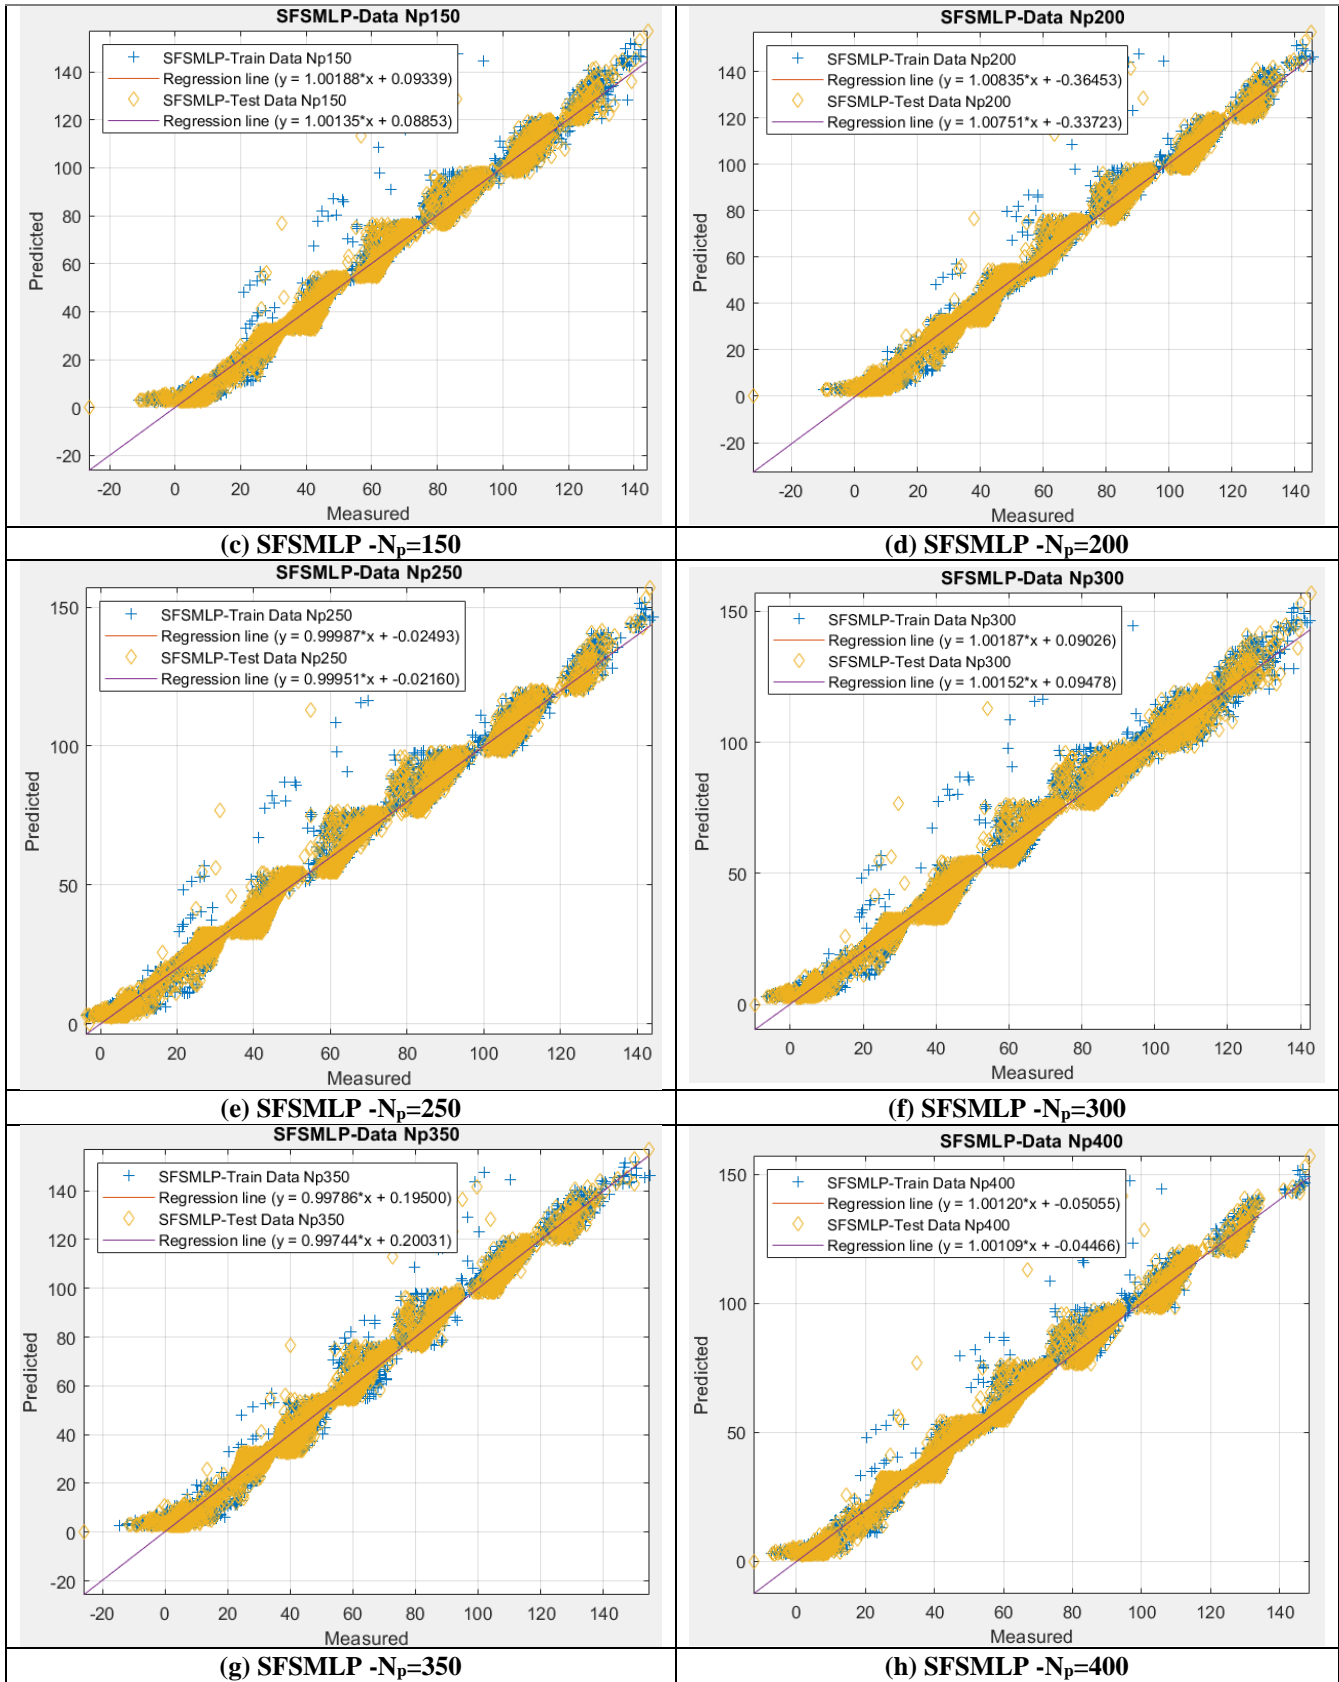 SFSMLP-Data Np150
SFSMLP-Train Data Np150
Regression line (y = 1.00188*x + 0.09339)
SFSMLP-Test Data Np150
Regression line (y = 1.00135*x + 0.08853)
140
120
100
80
60
40
20
0
-20
Predicted
0 20 40 60 80 100 120 140
Measured
(c) SFSMLP -Np=150
SFSMLP-Data Np200
SFSMLP-Train Data Np200
Regression line (y = 1.00835*x + -0.36453)
SFSMLP-Test Data Np200
Regression line (y = 1.00751*x + -0.33723)
140
120
100
80
60
40
20
0
-20
Predicted
-20 0 20 40 60 80 100 120 140
Measured
(d) SFSMLP -Np=200
SFSMLP-Data Np250
SFSMLP-Train Data Np250
Regression line (y = 0.99987*x + -0.02493)
SFSMLP-Test Data Np250
Regression line (y = 0.99951*x + -0.02160)
150
100
50
0
Predicted
0 20 40 60 80 100 120 140
Measured
(e) SFSMLP -Np=250
SFSMLP-Data Np300
SFSMLP-Train Data Np300
Regression line (y = 1.00187*x + 0.09026)
SFSMLP-Test Data Np300
Regression line (y = 1.00152*x + 0.09478)
150
100
50
0
Predicted
0 20 40 60 80 100 120 140
Measured
(f) SFSMLP -Np=300
SFSMLP-Data Np350
SFSMLP-Train Data Np350
Regression line (y = 0.99786*x + 0.19500)
SFSMLP-Test Data Np350
Regression line (y = 0.99744*x + 0.20031)
140
120
100
80
60
40
20
0
-20
Predicted
-20 0 20 40 60 80 100 120 140
Measured
(g) SFSMLP -Np=350
SFSMLP-Data Np400
SFSMLP-Train Data Np400
Regression line (y = 1.00120*x + -0.05055)
SFSMLP-Test Data Np400
Regression line (y = 1.00109*x + -0.04466)
150
100
50
0
Predicted
0 20 40 60 80 100 120 140
Measured
(h) SFSMLP -Np=400